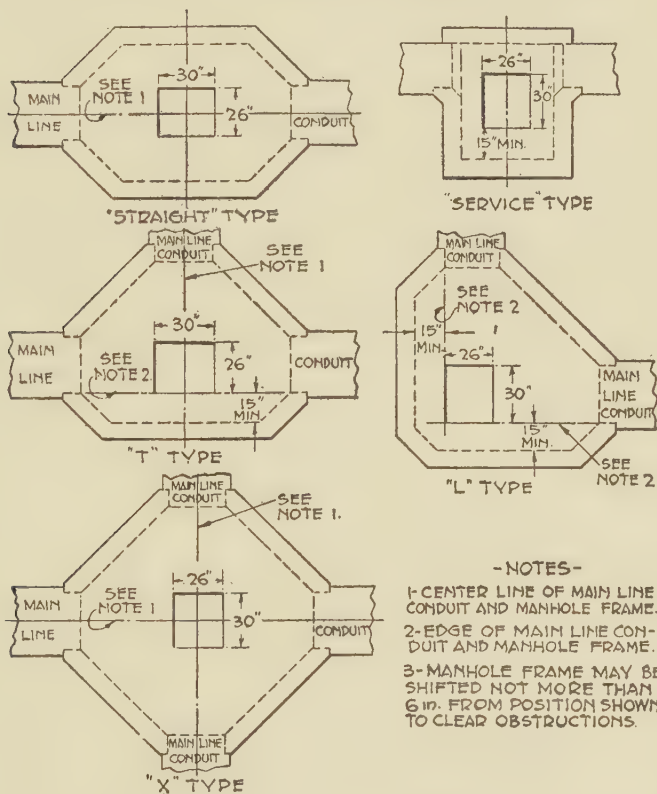 30"
26"
SEE
NOTE 1
MAIN
LINE
CONDUIT
"STRAIGHT" TYPE
26"
30"
15" MIN.
"SERVICE" TYPE
MAIN LINE
CONDUIT
SEE
NOTE 1
30"
MAIN
LINE
SEE
NOTE 2.
26"
CONDUIT
15"
MIN.
"T" TYPE
MAIN LINE
CONDUIT
SEE
NOTE 2
15"
MIN.
26"
30"
MAIN
LINE
CONDUIT
15"
MIN.
SEE
NOTE 2
"L" TYPE
MAIN LINE
CONDUIT
SEE
NOTE 1.
26"
MAIN
LINE
SEE
NOTE 1
30"
CONDUIT
MAIN LINE
CONDUIT
"X" TYPE
-NOTES-
1-CENTER LINE OF MAIN LINE
CONDUIT AND MANHOLE FRAME.
2-EDGE OF MAIN LINE CON-
DUIT AND MANHOLE FRAME.
3-MANHOLE FRAME MAY BE
SHIFTED NOT MORE THAN
6 in. FROM POSITION SHOWN
TO CLEAR OBSTRUCTIONS.